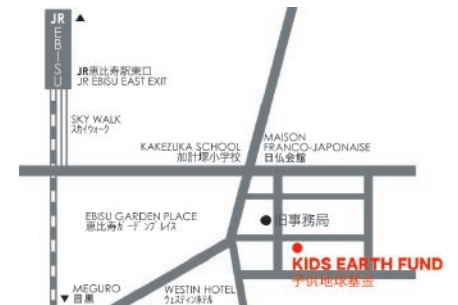 JR
EBISU
JR恵比寿駅東口
JR EBISU EAST EXIT
SKY WALK
スカイウォーク
KAKEZUKA SCHOOL
加計塚小学校
MAISON
FRANCO-JAPONAISE
日仏会館
EBISU GARDEN PLACE
恵比寿ガーデンプレイス
旧事務局
KIDS EARTH FUND
子供地球基金
MEGURO
目黒
WESTIN HOTEL
ウェスティンホテル